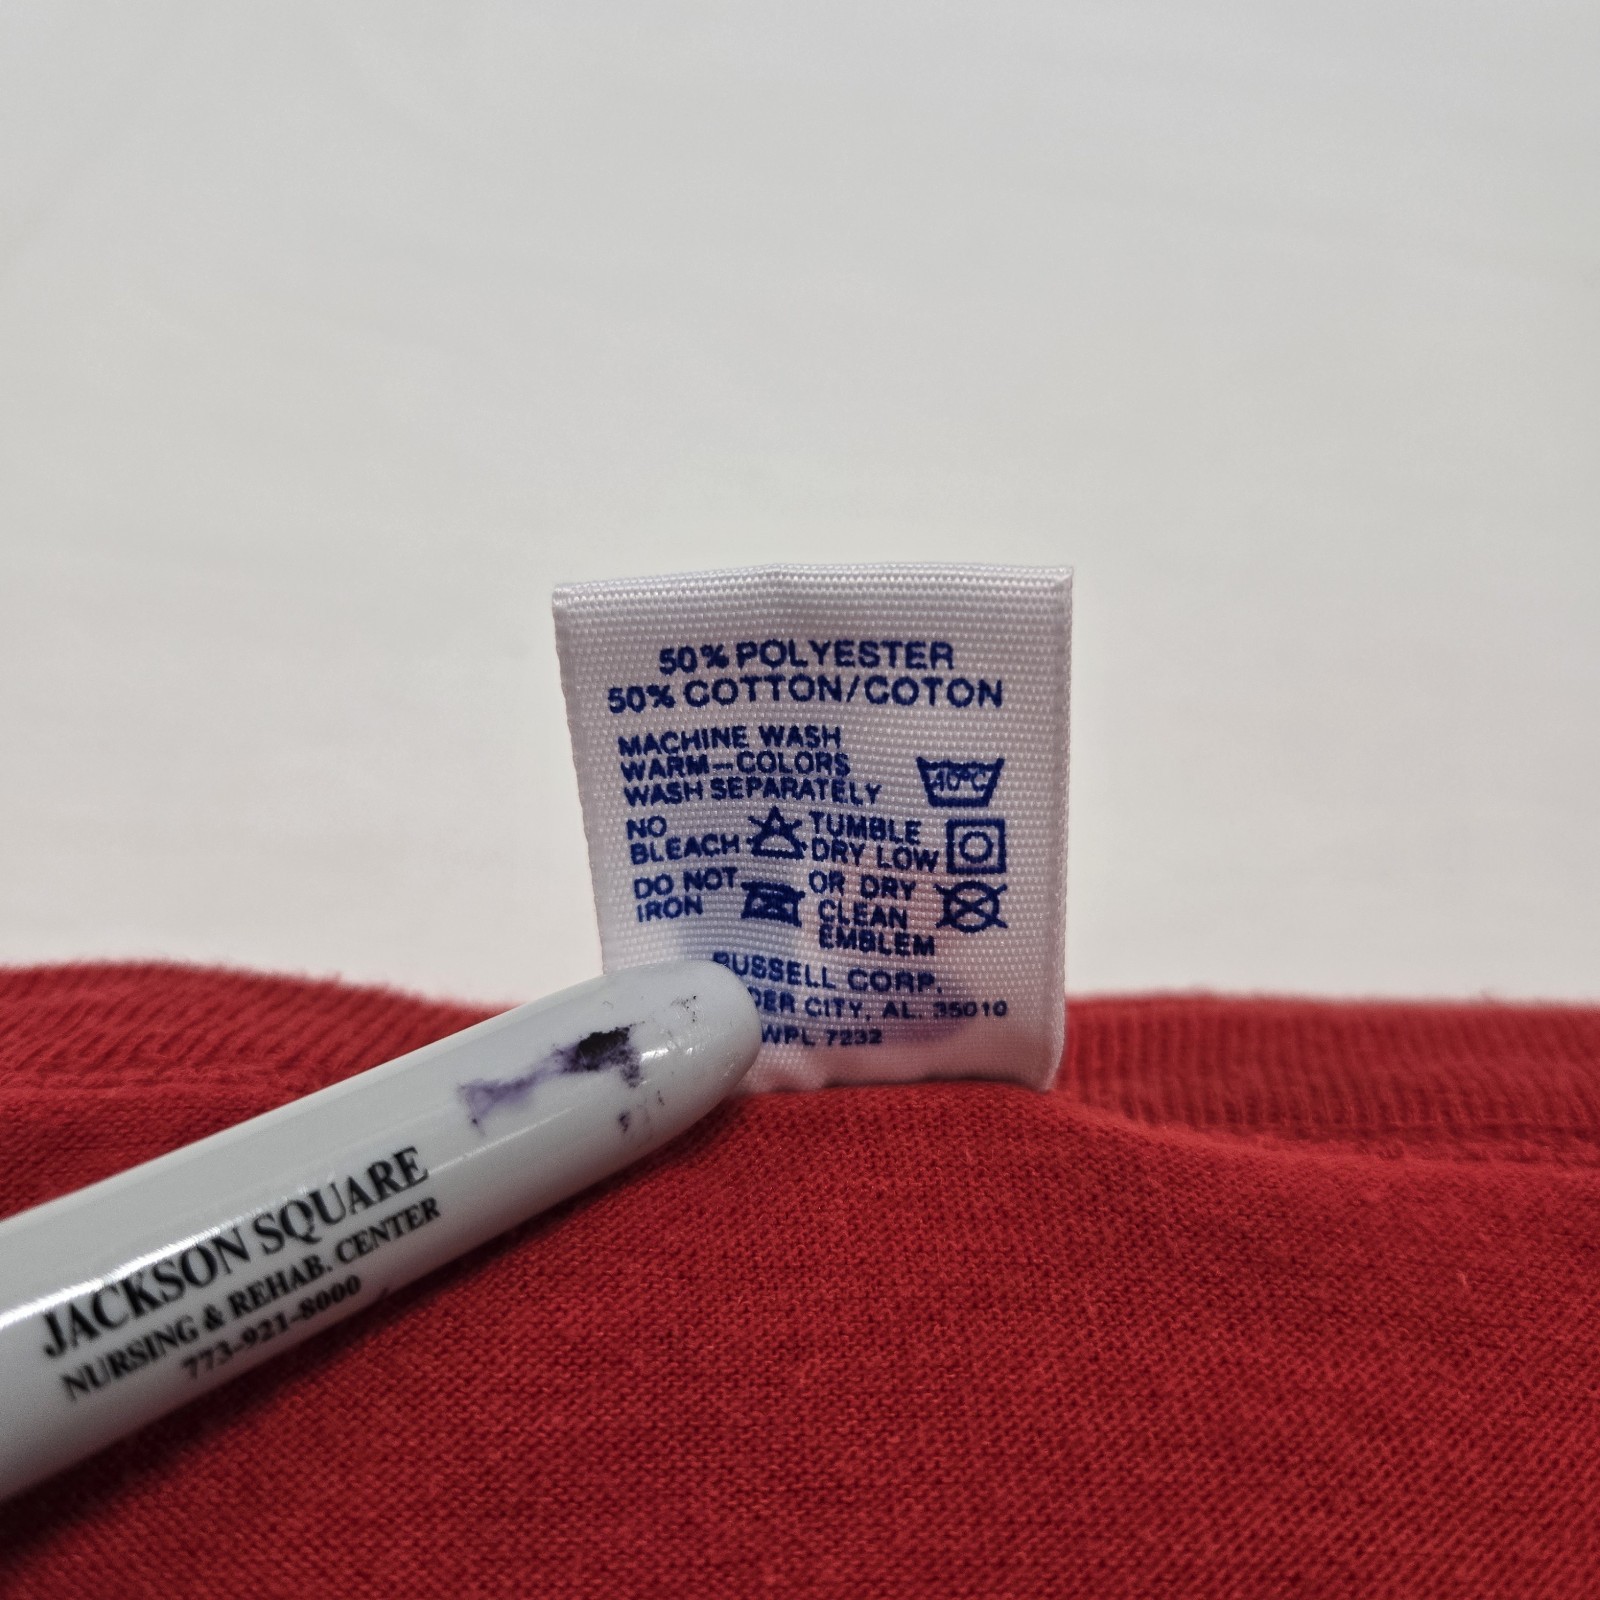 50% POLYESTER
50% COTTON/COTON
MACHINE WASH
WARM-COLORS
WASH SEPARATELY
40°C
NO
BLEACH
TUMBLE
DRY LOW
DO NOT
IRON
OR DRY
CLEAN
EMBLEM
RUSSELL CORP.
CITY, AL. 35010
WPL 7232
JACKSON SQUARE
NURSING & REHAB. CENTER
773-921-8000